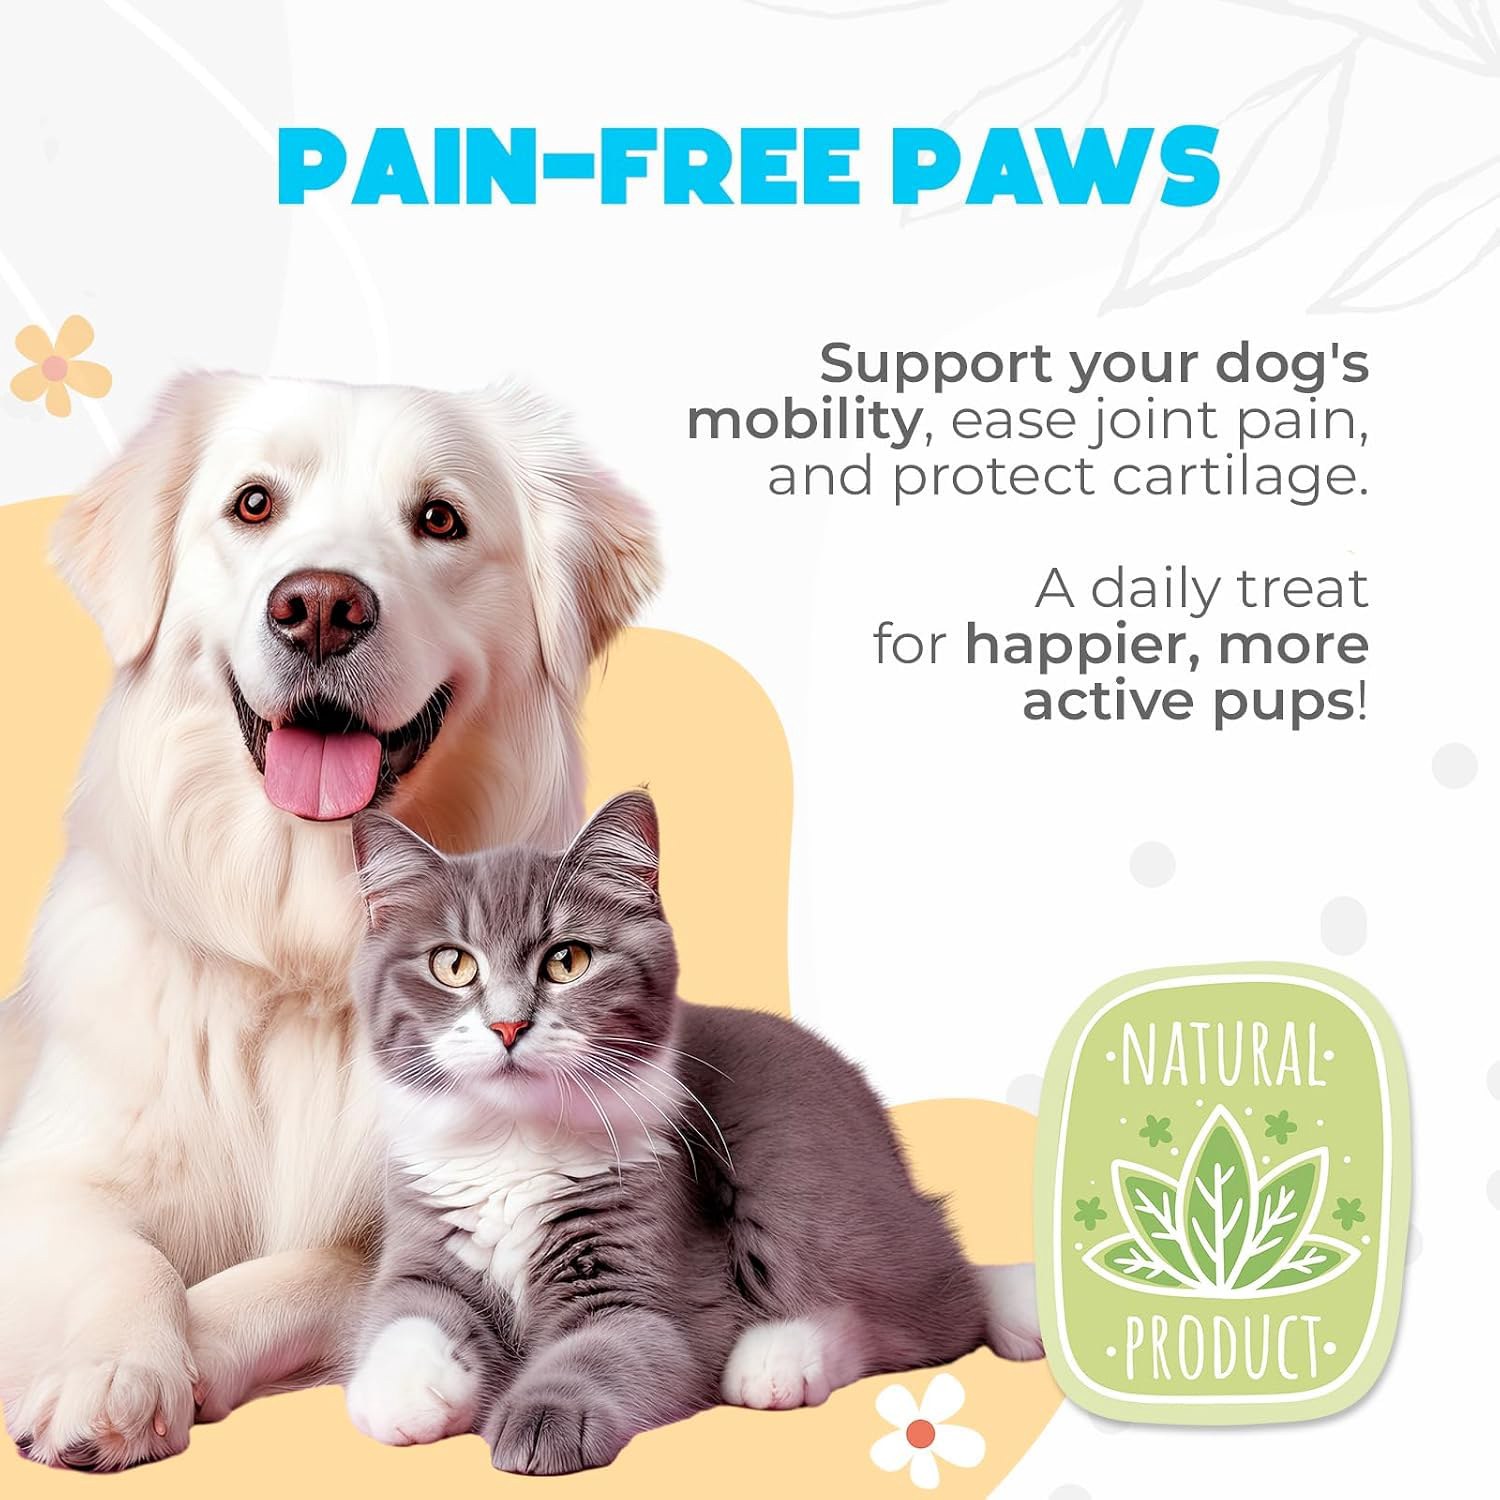 PAIN-FREE PAWS
Support your dog's
mobility, ease joint pain,
and protect cartilage.
A daily treat
for happier, more
active pups!
NATURAL
PRODUCT